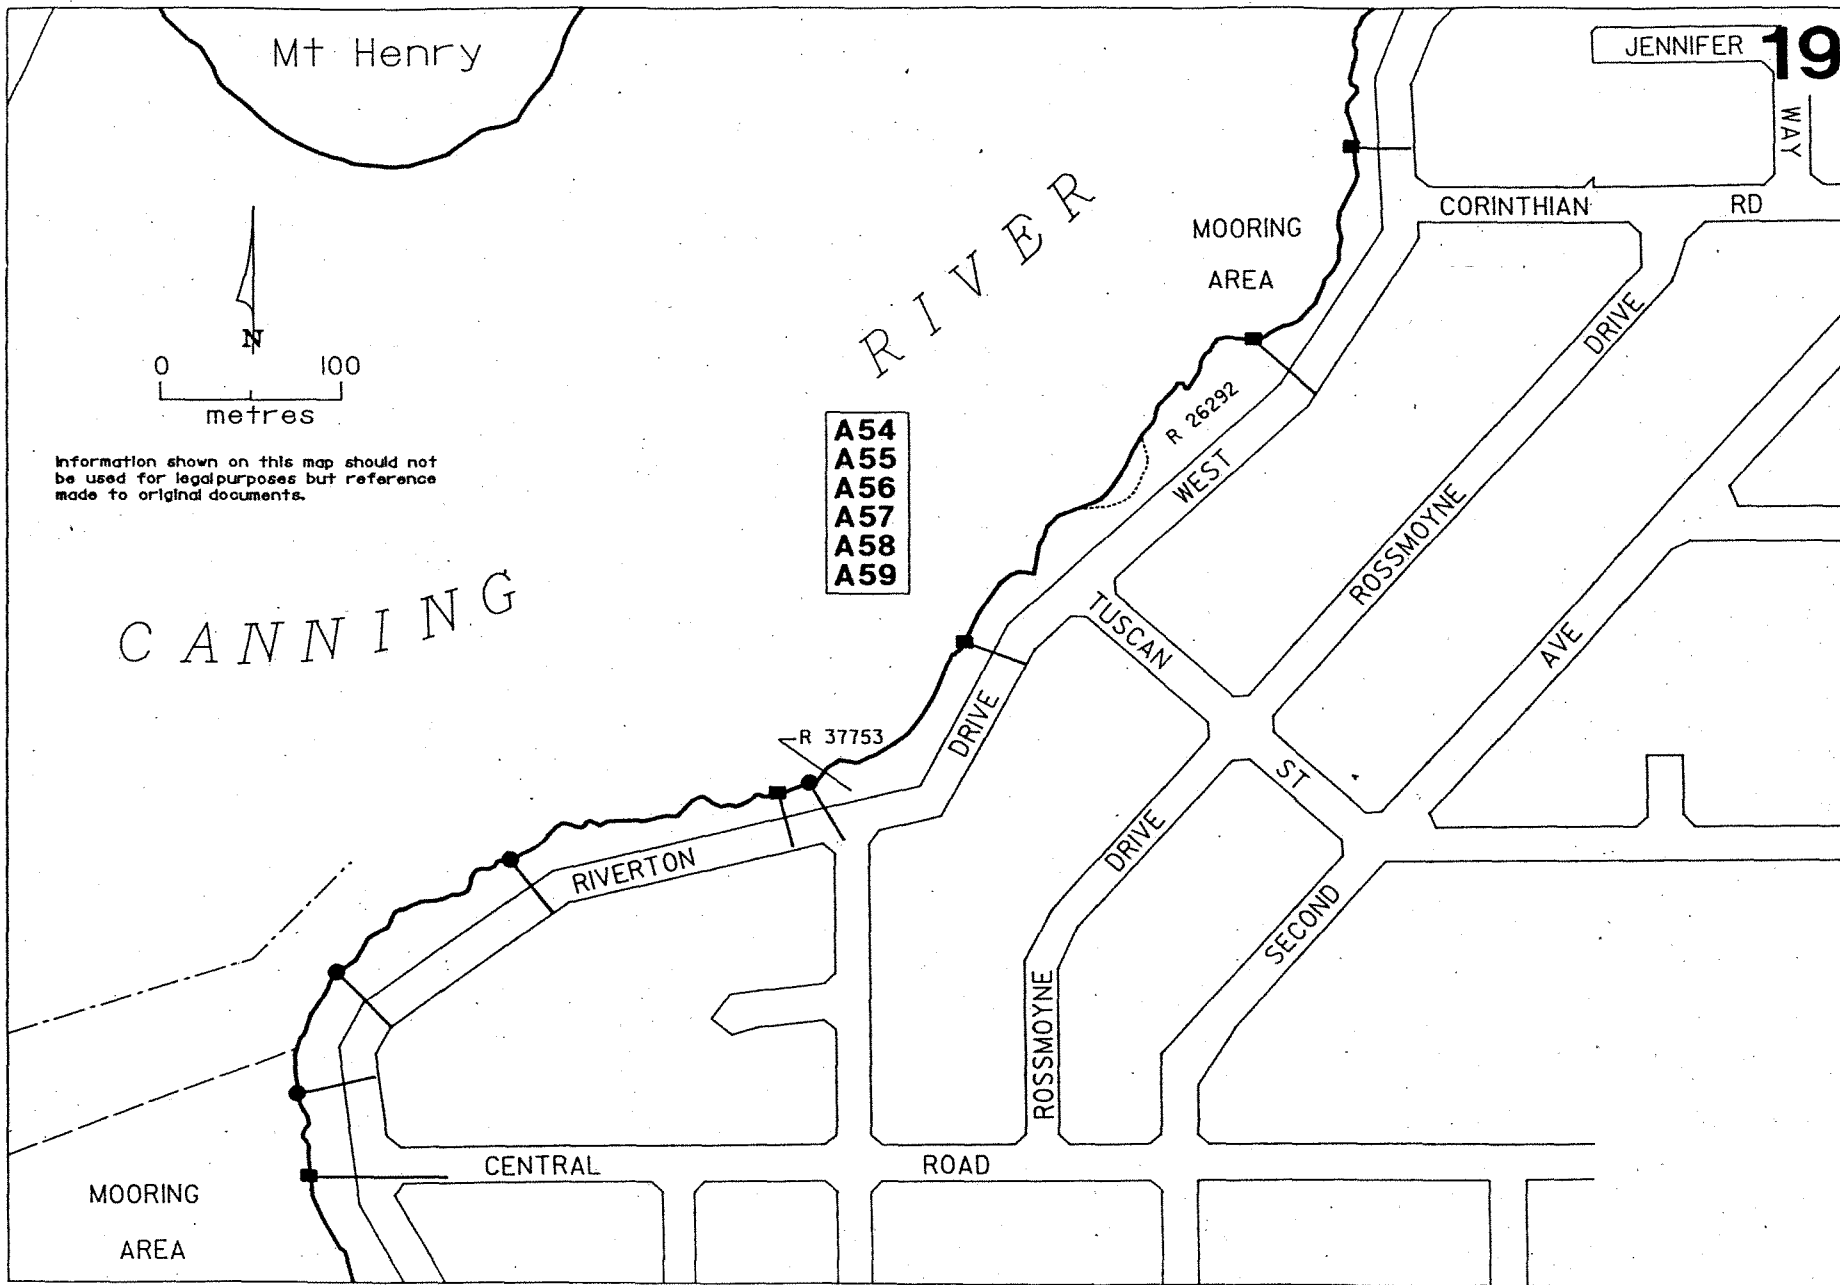 Mt Henry
JENNIFER
19
WAY
CORINTHIAN RD
MOORING
AREA
RIVER
N
0 100
metres
Information shown on this map should not
be used for legal purposes but reference
made to original documents.
A54
A55
A56
A57
A58
A59
R 26292
WEST
DRIVE
ROSSMOYNE
CANNING
TUSCAN
AVE
DRIVE
R 37753
ST
DRIVE
RIVERTON
SECOND
ROSSMOYNE
CENTRAL ROAD
MOORING
AREA